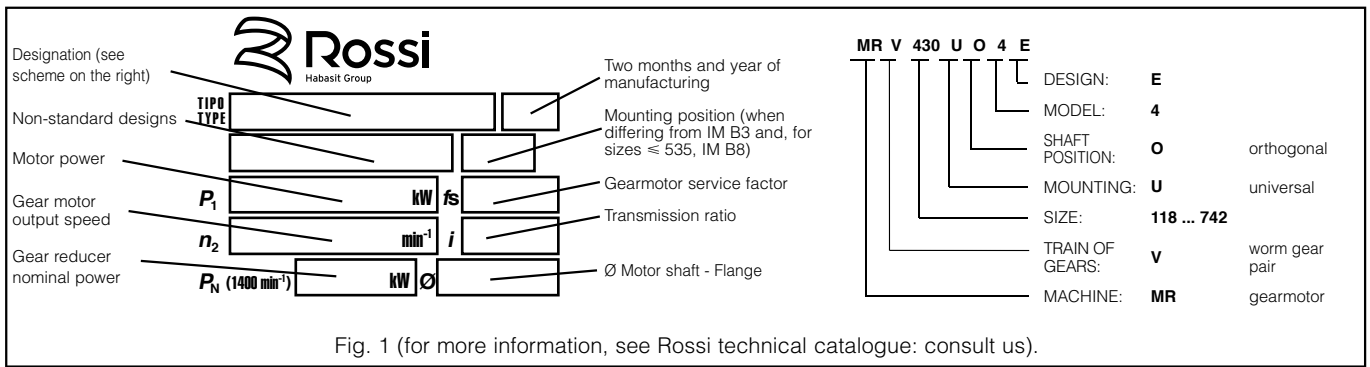 Rossi
Habasit Group
Designation (see
scheme on the right)
Non-standard designs
Motor power
Gear motor
output speed
Gear reducer
nominal power
TIPO
TYPE
P1 kW fs
n2 min-1 i
PN (1400 min-1) kW Ø
Two months and year of
manufacturing
Mounting position (when
differing from IM B3 and, for
sizes ⩽ 535, IM B8)
Gearmotor service factor
Transmission ratio
Ø Motor shaft - Flange
MR V 430 U O 4 E
DESIGN: E
MODEL: 4
SHAFT
POSITION: O orthogonal
MOUNTING: U universal
SIZE: 118 ... 742
TRAIN OF
GEARS: V worm gear
pair
MACHINE: MR gearmotor
Fig. 1 (for more information, see Rossi technical catalogue: consult us).